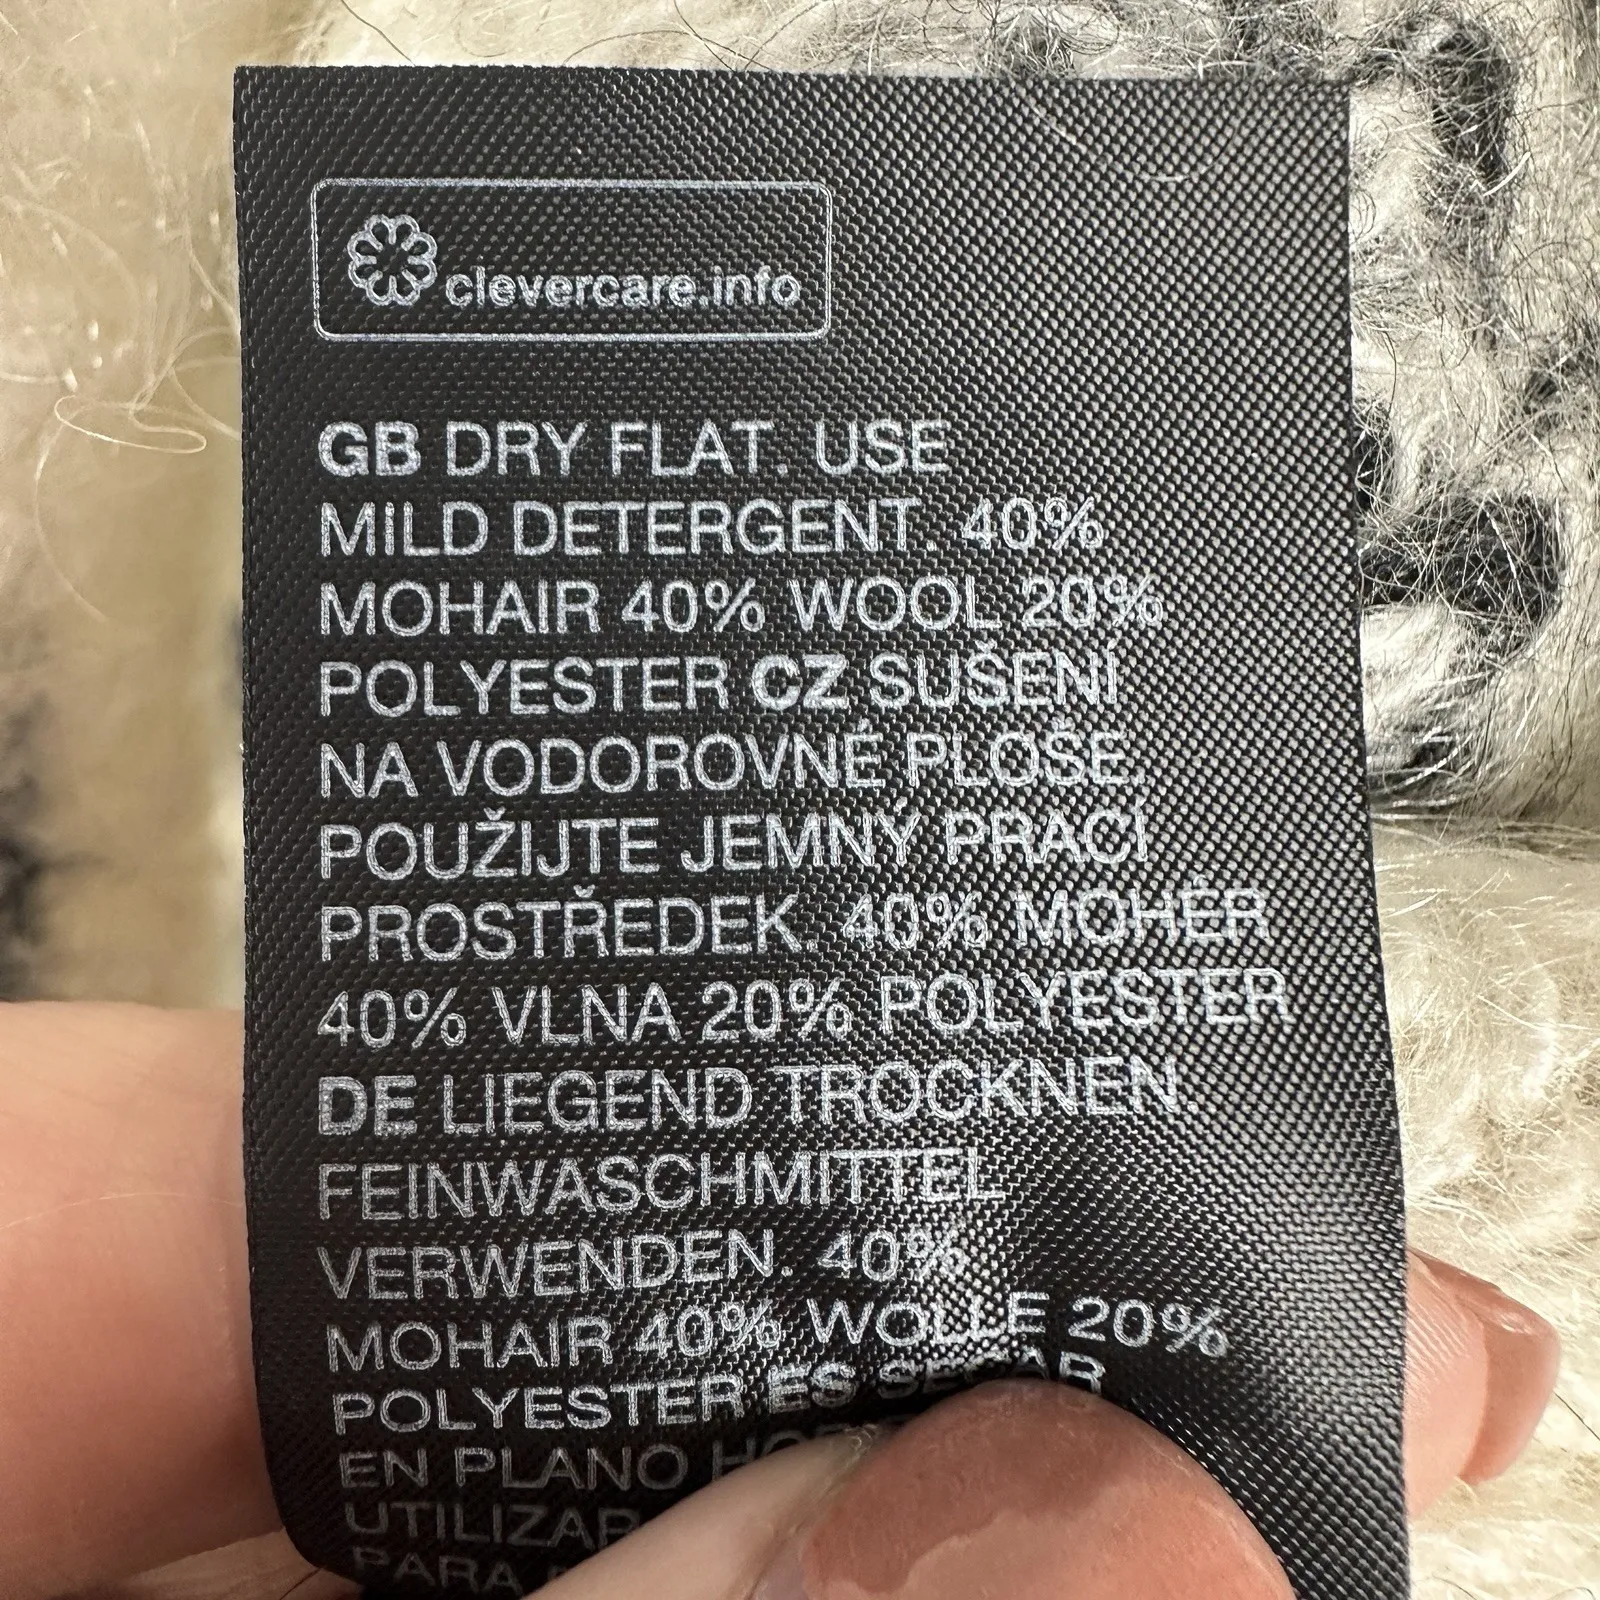 clevercare.info
GB DRY FLAT. USE
MILD DETERGENT. 40%
MOHAIR 40% WOOL 20%
POLYESTER CZ SUŠENÍ
NA VODOROVNÉ PLOŠE.
POUŽIJTE JEMNÝ PRACÍ
PROSTŘEDEK. 40% MOHÉR
40% VLNA 20% POLYESTER
DE LIEGEND TROCKNEN.
FEINWASCHMITTEL
VERWENDEN. 40%
MOHAIR 40% WOLLE 20%
POLYESTER ES SECAR
EN PLANO
UTILIZAR
PARA